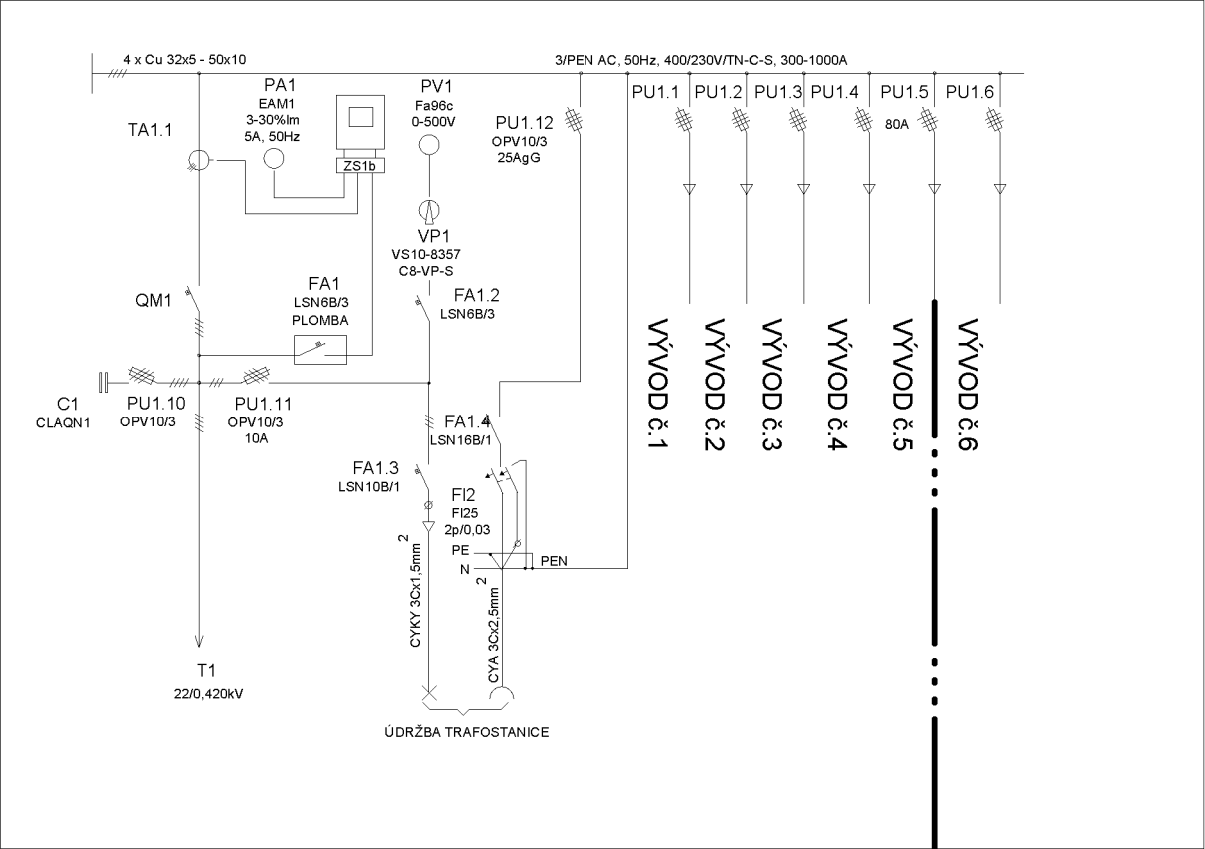 4 x Cu 32x5 - 50x10
3/PEN AC, 50Hz, 400/230V/TN-C-S, 300-1000A
PA1
EAM1
3-30%Im
5A, 50Hz
PV1
Fa96c
0-500V
TA1.1
ZS1b
PU1.12
OPV10/3
25AgG
PU1.1
PU1.2
PU1.3
PU1.4
PU1.5
80A
PU1.6
VP1
VS10-8357
C8-VP-S
QM1
FA1
LSN6B/3
PLOMBA
FA1.2
LSN6B/3
VÝVOD č.1
VÝVOD č.2
VÝVOD č.3
VÝVOD č.4
VÝVOD č.5
VÝVOD č.6
C1
CLAQN1
PU1.10
OPV10/3
PU1.11
OPV10/3
10A
FA1.4
LSN16B/1
FA1.3
LSN10B/1
FI2
FI25
2p/0,03
PE
N
PEN
CYKY 3Cx1,5mm2
CYA 3Cx2,5mm2
T1
22/0,420kV
ÚDRŽBA TRAFOSTANICE